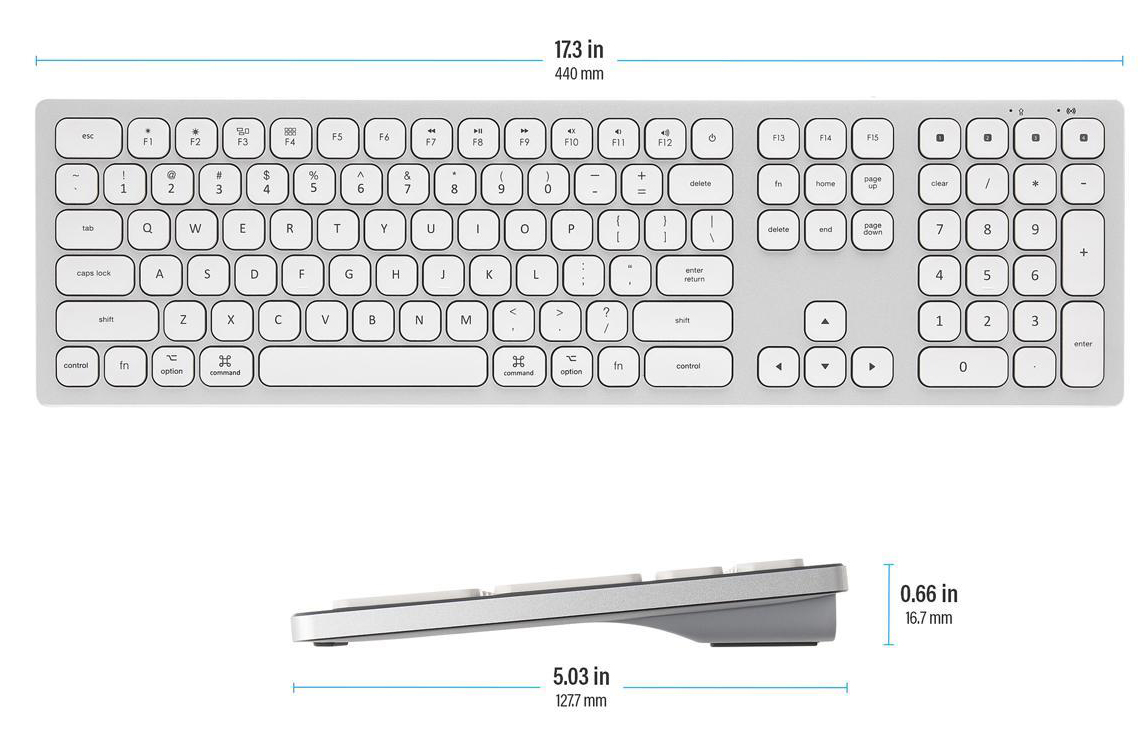 17.3 in
440 mm
esc F1 F2 F3 F4 F5 F6 F7 F8 F9 F10 F11 F12 F13 F14 F15 1 2 3 4
~ ! @ # $ % ^ & * ( ) — +
` 1 2 3 4 5 6 7 8 9 0 - = delete fn home page up clear / * -
tab Q W E R T Y U I O P { [ } ] | \ delete end page down 7 8 9 +
caps lock A S D F G H J K L : ; " ' enter return 4 5 6
shift Z X C V B N M < , > . ? / shift 1 2 3 enter
control fn option command command option fn control 0 .
0.66 in
16.7 mm
5.03 in
127.7 mm